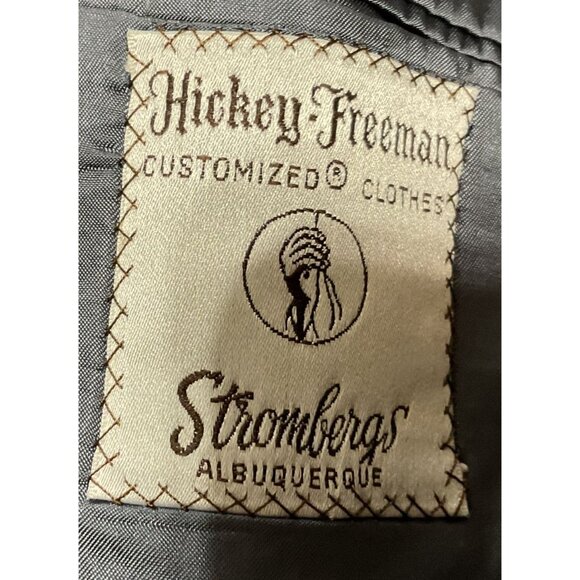 Hickey-Freeman
CUSTOMIZED® CLOTHES
Strombergs
ALBUQUERQUE